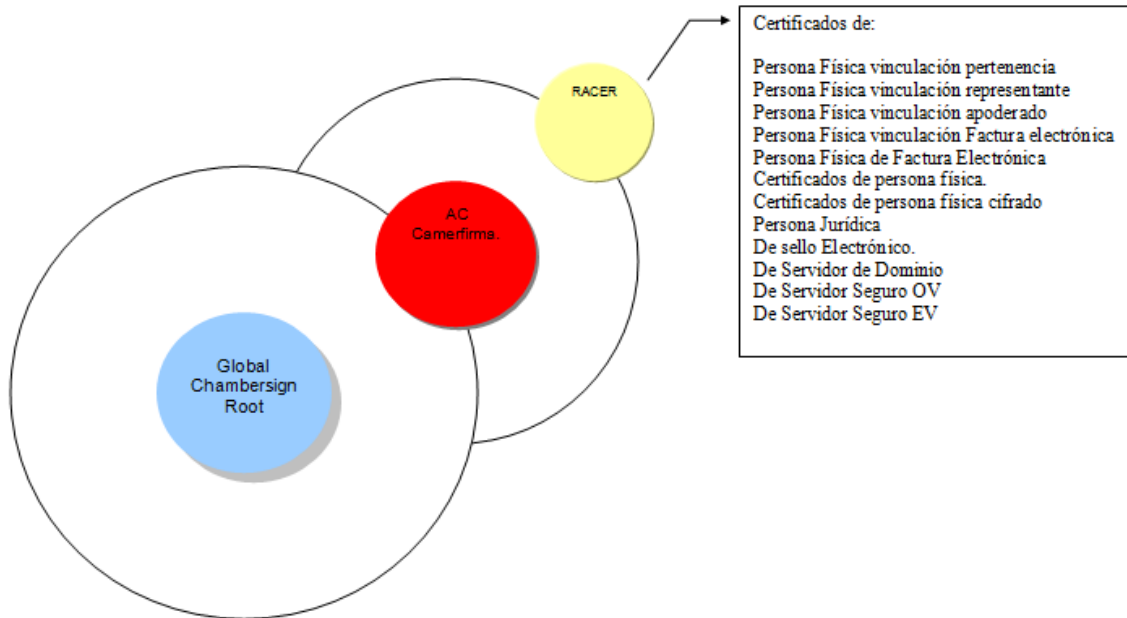 Certificados de:
Persona Física vinculación pertenencia
Persona Física vinculación representante
Persona Física vinculación apoderado
Persona Física vinculación Factura electrónica
Persona Física de Factura Electrónica
Certificados de persona física.
Certificados de persona física cifrado
Persona Jurídica
De sello Electrónico.
De Servidor de Dominio
De Servidor Seguro OV
De Servidor Seguro EV
RACER
AC
Camerfirma.
Global
Chambersign
Root